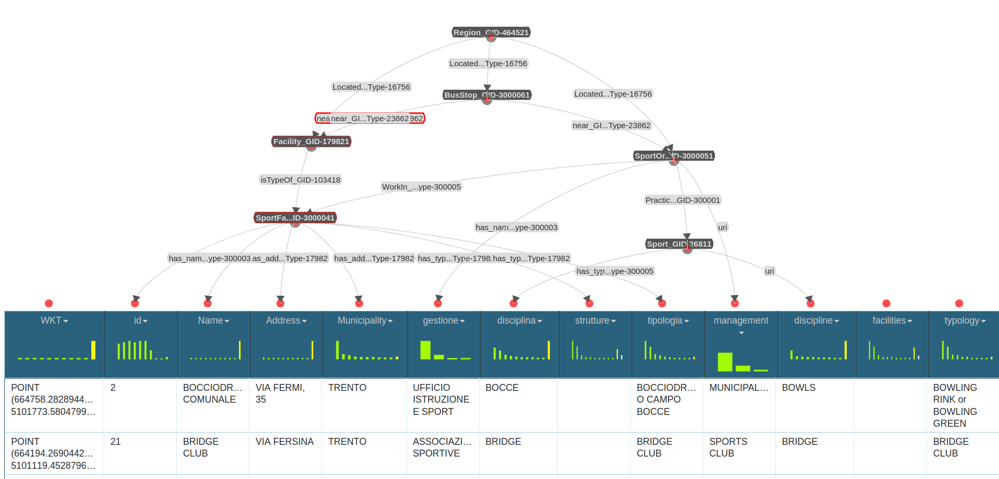 Region_GID-464521
Located...Type-16756
Located...Type-16756
Located...Type-16756
BusStop_GID-3000061
near_GI...Type-23862
862
near_GI...Type-23862
Facility_GID-179821
SportOr...ID-3000051
isTypeOf_GID-103418
WorkIn_...ype-300005
Practic...GID-300001
SportFa...ID-3000041
has_nam...ype-300003
uri
Sport_GID-26811
has_nam...ype-300003
as_add...Type-17982
has_add...Type-17982
has_typ...Type-1798
has_typ...Type-17982
has_typ...ype-300005
uri
WKT
id
Name
Address
Municipality
gestione
disciplina
strutture
tipologia
management
discipline
facilities
typology
POINT
(664758.2828944...
5101773.5804799...
2
BOCCIODR...
COMUNALE
VIA FERMI,
35
TRENTO
UFFICIO
ISTRUZIONE
E SPORT
BOCCE
BOCCIODR...
O CAMPO
BOCCE
MUNICIPAL...
BOWLS
BOWLING
RINK or
BOWLING
GREEN
POINT
(664194.2690442...
5101119.4528796...
21
BRIDGE
CLUB
VIA FERSINA
TRENTO
ASSOCIAZI...
SPORTIVE
BRIDGE
BRIDGE
CLUB
SPORTS
CLUB
BRIDGE
BRIDGE
CLUB